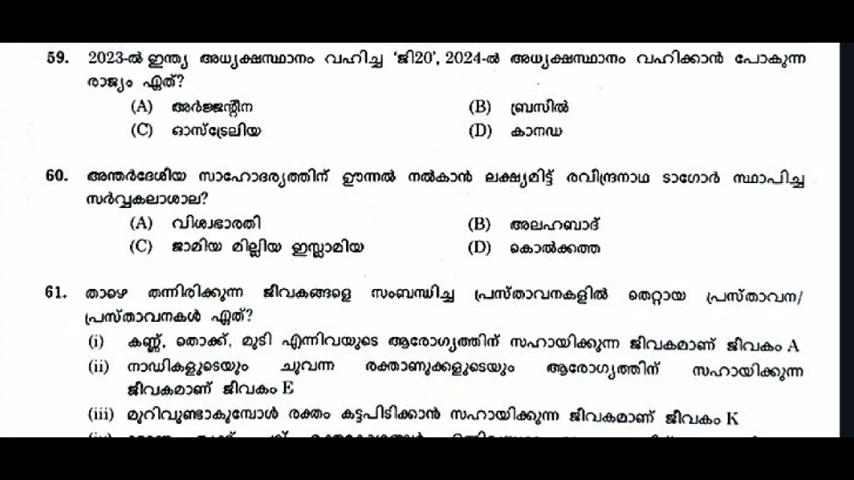 59. 2023-ൽ ഇന്ത്യ അധ്യക്ഷസ്ഥാനം വഹിച്ച 'ജി20', 2024-ൽ അധ്യക്ഷസ്ഥാനം വഹിക്കാൻ പോകുന്ന
രാജ്യം ഏത്?
(A) അർജ്ജന്റീന (B) ബ്രസീൽ
(C) ഓസ്ട്രേലിയ (D) കാനഡ
60. അന്തർദേശീയ സാഹോദര്യത്തിന് ഊന്നൽ നൽകാൻ ലക്ഷ്യമിട്ട് രവീന്ദ്രനാഥ ടാഗോർ സ്ഥാപിച്ച
സർവ്വകലാശാല?
(A) വിശ്വഭാരതി (B) അലഹബാദ്
(C) ജാമിയ മില്ലിയ ഇസ്ലാമിയ (D) കൊൽക്കത്ത
61. താഴെ തന്നിരിക്കുന്ന ജീവകങ്ങളെ സംബന്ധിച്ച പ്രസ്താവനകളിൽ തെറ്റായ പ്രസ്താവന/
പ്രസ്താവനകൾ ഏത്?
(i) കണ്ണ്, തൊക്ക്, മുടി എന്നിവയുടെ ആരോഗ്യത്തിന് സഹായിക്കുന്ന ജീവകമാണ് ജീവകം A
(ii) നാഡികളുടെയും ചുവന്ന രക്താണുക്കളുടെയും ആരോഗ്യത്തിന് സഹായിക്കുന്ന
ജീവകമാണ് ജീവകം E
(iii) മുറിവുണ്ടാകുമ്പോൾ രക്തം കട്ടപിടിക്കാൻ സഹായിക്കുന്ന ജീവകമാണ് ജീവകം K